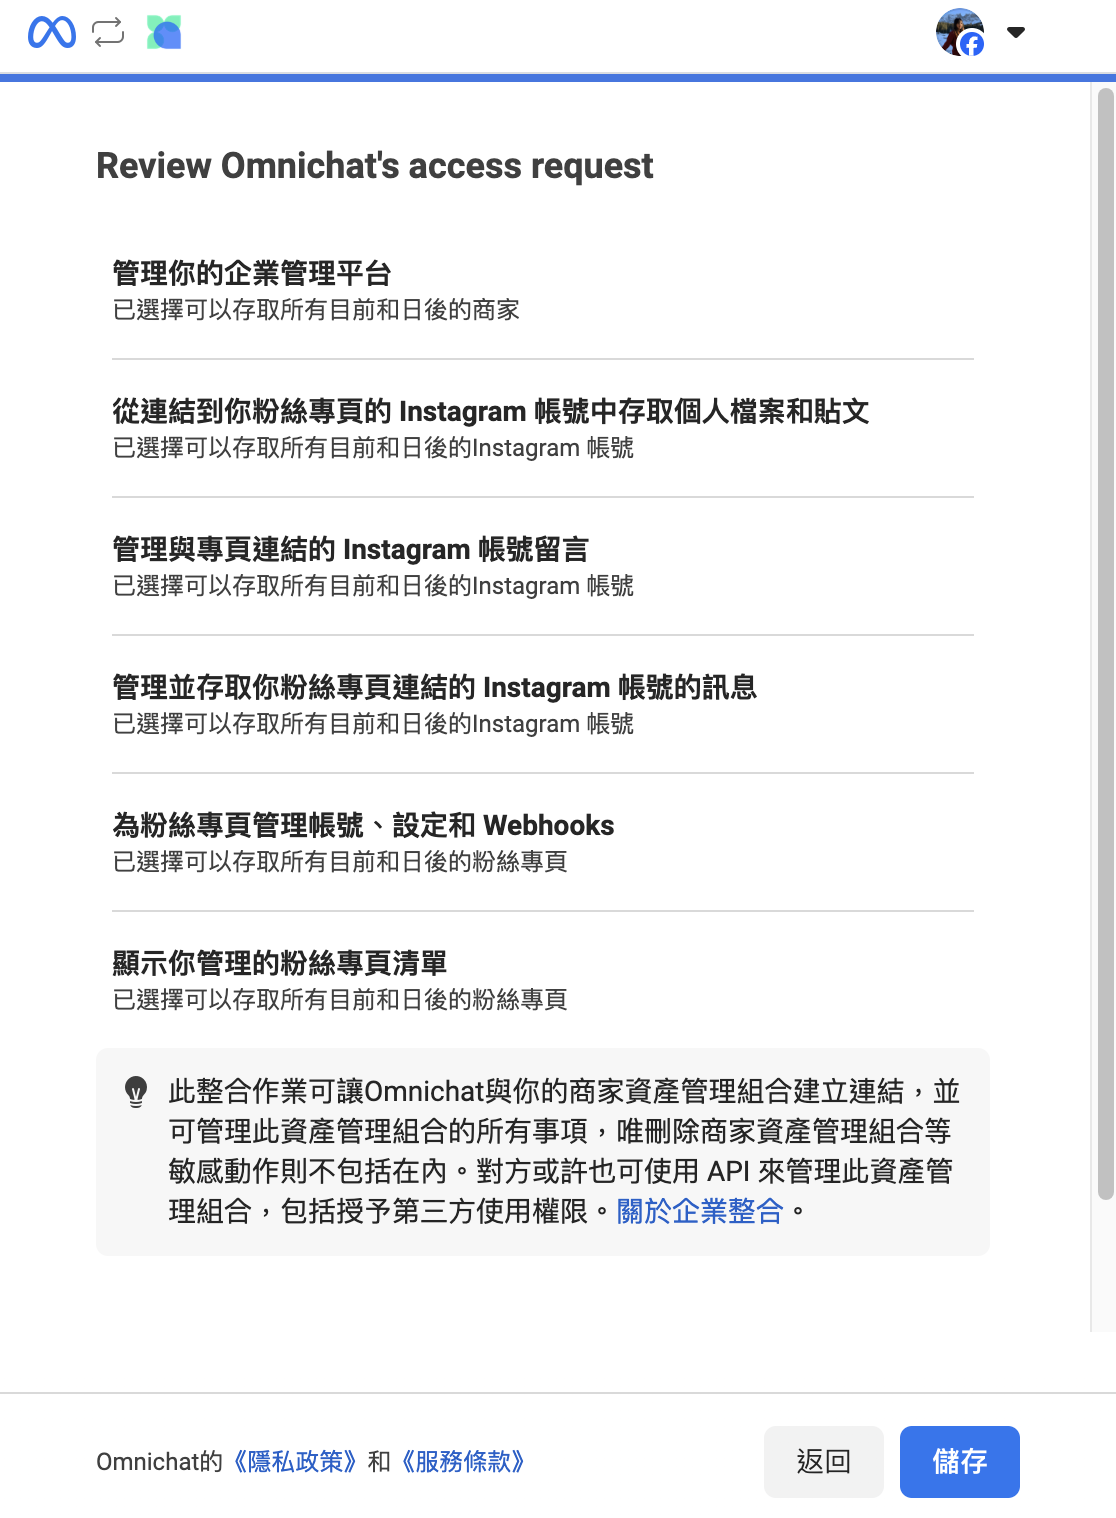 Review Omnichat's access request
管理你的企業管理平台
已選擇可以存取所有目前和日後的商家
從連結到你粉絲專頁的 Instagram 帳號中存取個人檔案和貼文
已選擇可以存取所有目前和日後的Instagram 帳號
管理與專頁連結的 Instagram 帳號留言
已選擇可以存取所有目前和日後的Instagram 帳號
管理並存取你粉絲專頁連結的 Instagram 帳號的訊息
已選擇可以存取所有目前和日後的Instagram 帳號
為粉絲專頁管理帳號、設定和 Webhooks
已選擇可以存取所有目前和日後的粉絲專頁
顯示你管理的粉絲專頁清單
已選擇可以存取所有目前和日後的粉絲專頁
此整合作業可讓Omnichat與你的商家資產管理組合建立連結，並
可管理此資產管理組合的所有事項，唯刪除商家資產管理組合等
敏感動作則不包括在內。對方或許也可使用 API 來管理此資產管
理組合，包括授予第三方使用權限。關於企業整合。
Omnichat的《隱私政策》和《服務條款》
返回
儲存